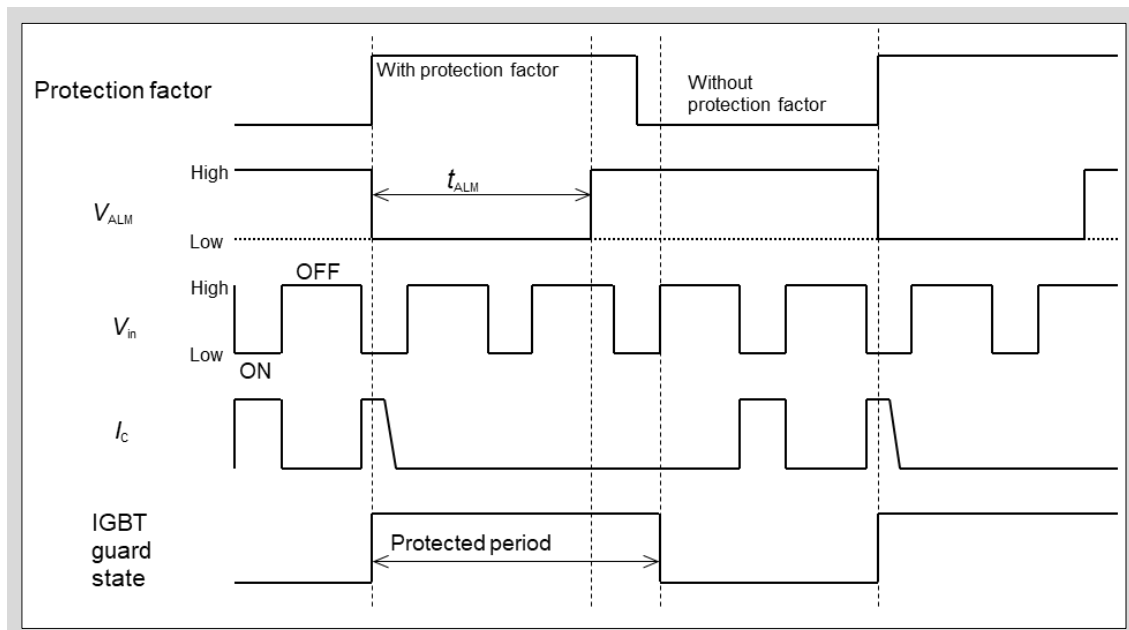 Protection factor
With protection factor
Without
protection factor
High
VALM
Low
tALM
OFF
High
Vin
Low
ON
IC
IGBT
guard
state
Protected period